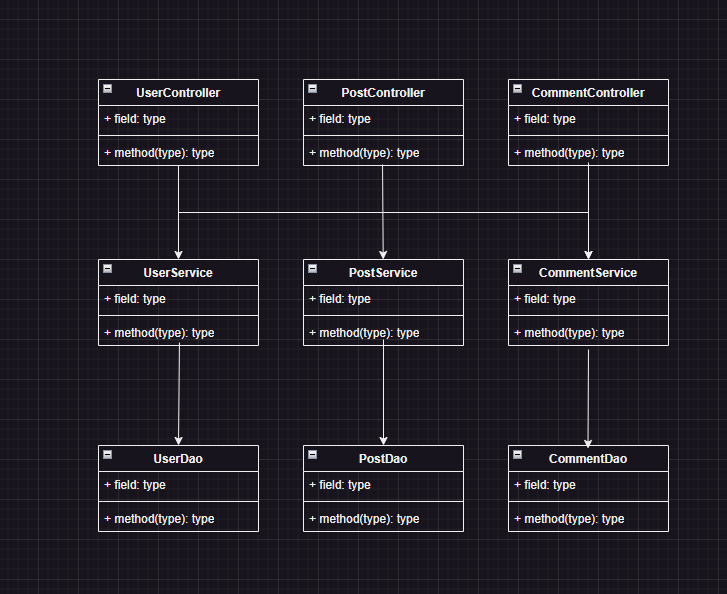 UserController
+ field: type
+ method(type): type
PostController
+ field: type
+ method(type): type
CommentController
+ field: type
+ method(type): type
UserService
+ field: type
+ method(type): type
PostService
+ field: type
+ method(type): type
CommentService
+ field: type
+ method(type): type
UserDao
+ field: type
+ method(type): type
PostDao
+ field: type
+ method(type): type
CommentDao
+ field: type
+ method(type): type